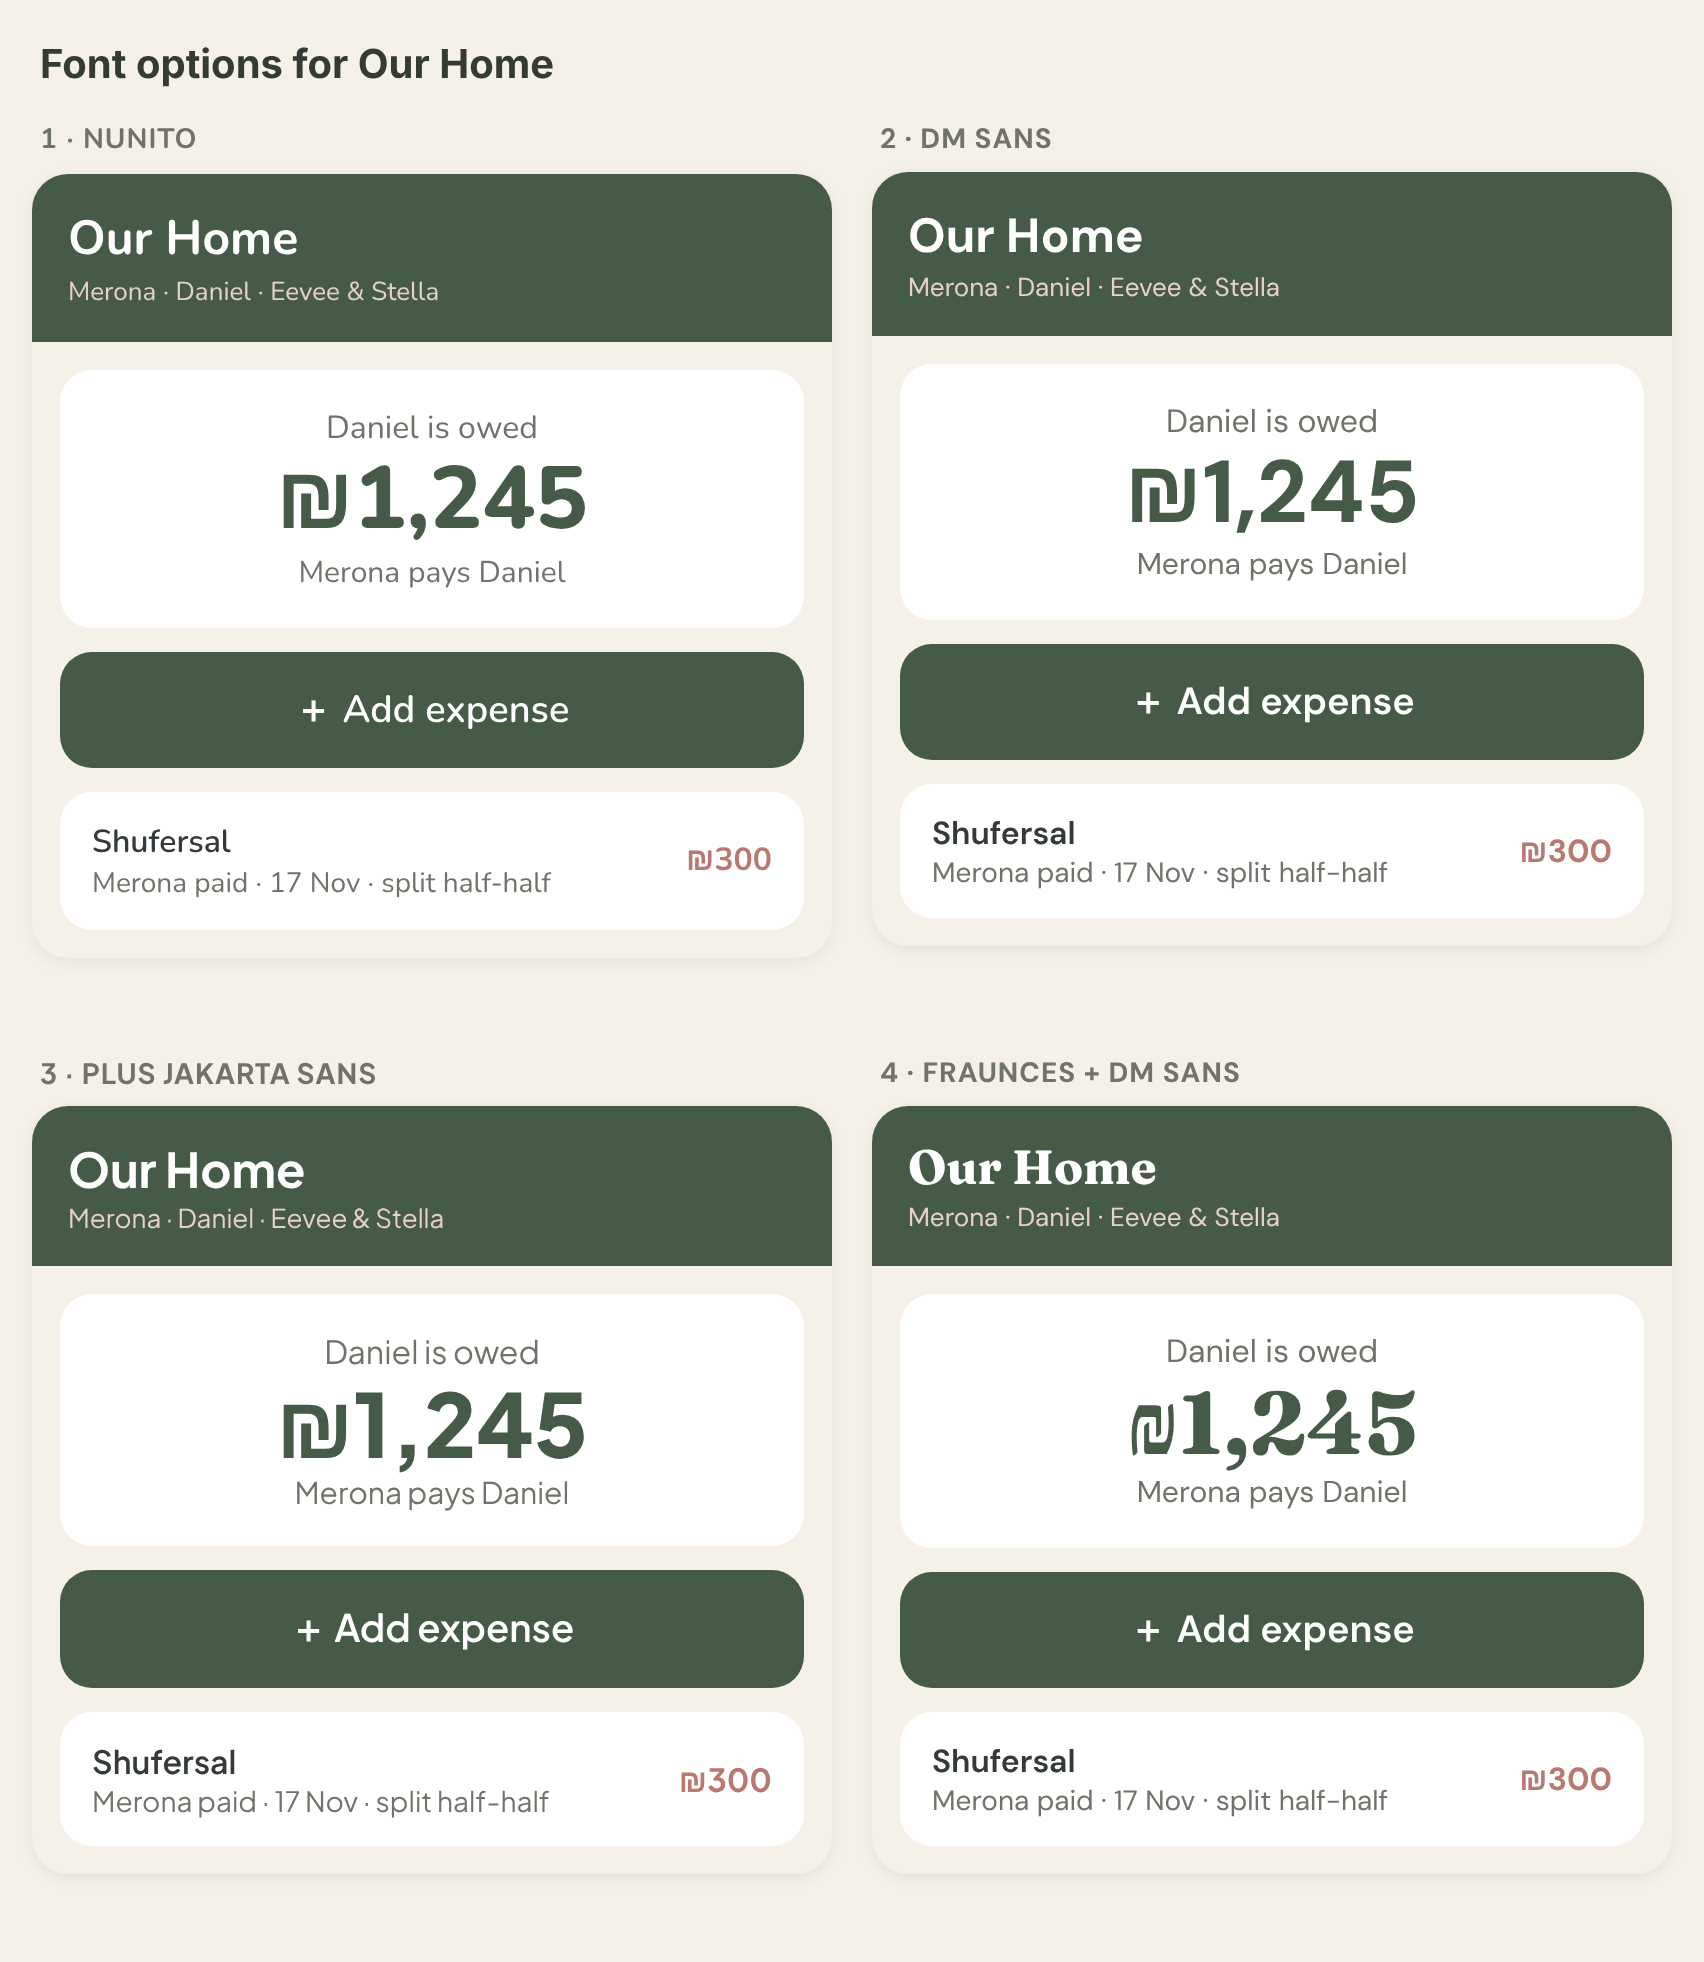 Font options for Our Home
1 · NUNITO
Our Home
Merona · Daniel · Eevee & Stella
Daniel is owed
₪1,245
Merona pays Daniel
+ Add expense
Shufersal
Merona paid · 17 Nov · split half-half
₪300
2 · DM SANS
Our Home
Merona · Daniel · Eevee & Stella
Daniel is owed
₪1,245
Merona pays Daniel
+ Add expense
Shufersal
Merona paid · 17 Nov · split half-half
₪300
3 · PLUS JAKARTA SANS
Our Home
Merona · Daniel · Eevee & Stella
Daniel is owed
₪1,245
Merona pays Daniel
+ Add expense
Shufersal
Merona paid · 17 Nov · split half-half
₪300
4 · FRAUNCES + DM SANS
Our Home
Merona · Daniel · Eevee & Stella
Daniel is owed
₪1,245
Merona pays Daniel
+ Add expense
Shufersal
Merona paid · 17 Nov · split half-half
₪300